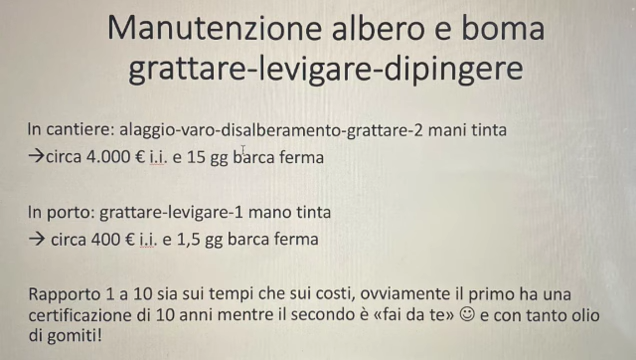 Manutenzione albero e boma
grattare-levigare-dipingere
In cantiere: alaggio-varo-disalberamento-grattare-2 mani tinta
→circa 4.000 € i.i. e 15 gg barca ferma
In porto: grattare-levigare-1 mano tinta
→ circa 400 € i.i. e 1,5 gg barca ferma
Rapporto 1 a 10 sia sui tempi che sui costi, ovviamente il primo ha una
certificazione di 10 anni mentre il secondo è «fai da te» ☺ e con tanto olio
di gomiti!